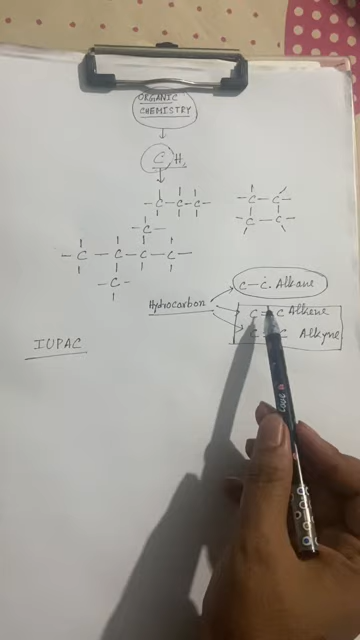 ORGANIC
CHEMISTRY
C, H,
-C-C-C-
-C-C-
-C-
-C-C-
-C-C-C-C-
-C-
C-C. Alkane
Hydrocarbon
C=C Alkene
C C Alkyne
IUPAC